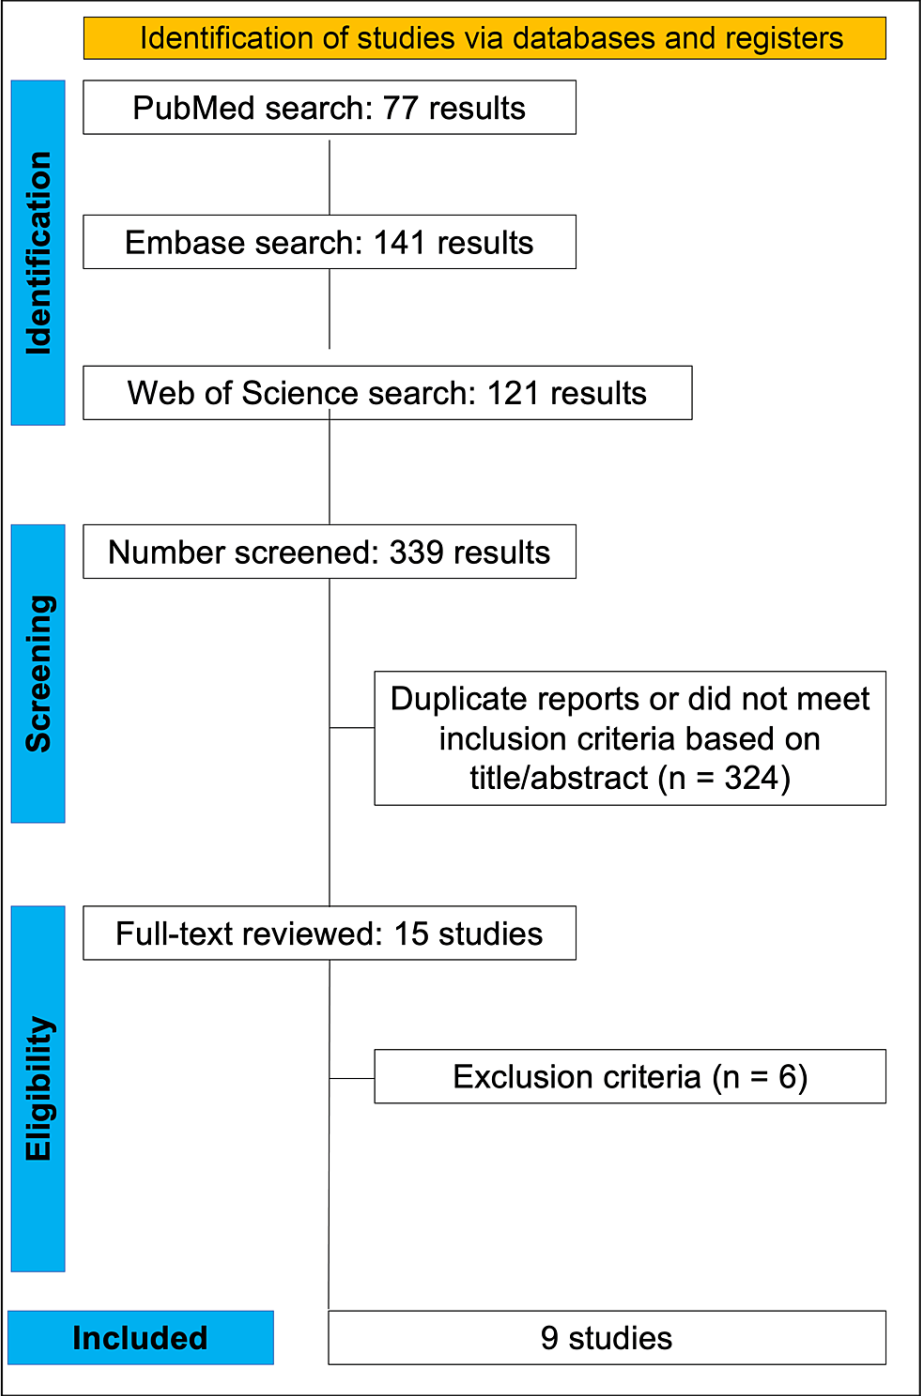 Identification of studies via databases and registers
Identification
PubMed search: 77 results
Embase search: 141 results
Web of Science search: 121 results
Screening
Number screened: 339 results
Duplicate reports or did not meet
inclusion criteria based on
title/abstract (n = 324)
Eligibility
Full-text reviewed: 15 studies
Exclusion criteria (n = 6)
Included
9 studies